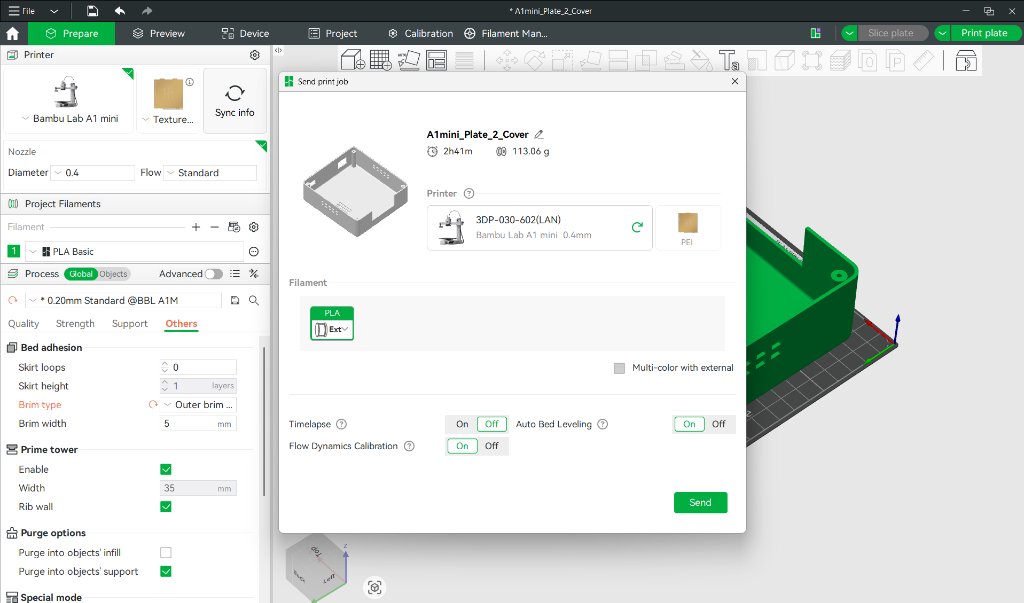 File
* A1mini_Plate_2_Cover
Prepare
Preview
Device
Project
Calibration
Filament Man...
Slice plate
Print plate
Printer
Bambu Lab A1 mini
Texture...
Sync info
Nozzle
Diameter
0.4
Flow
Standard
Project Filaments
Filament
1
PLA Basic
Process
Global
Objects
Advanced
* 0.20mm Standard @BBL A1M
Quality
Strength
Support
Others
Bed adhesion
Skirt loops
0
Skirt height
1
layers
Brim type
Outer brim ...
Brim width
5
mm
Prime tower
Enable
Width
35
mm
Rib wall
Purge options
Purge into objects' infill
Purge into objects' support
Special mode
Send print job
A1mini_Plate_2_Cover
2h41m
113.06 g
Printer
3DP-030-602(LAN)
Bambu Lab A1 mini 0.4mm
PEI
Filament
PLA
Ext
Multi-color with external
Timelapse
On
Off
Auto Bed Leveling
On
Off
Flow Dynamics Calibration
On
Off
Send
Top
Left
Z